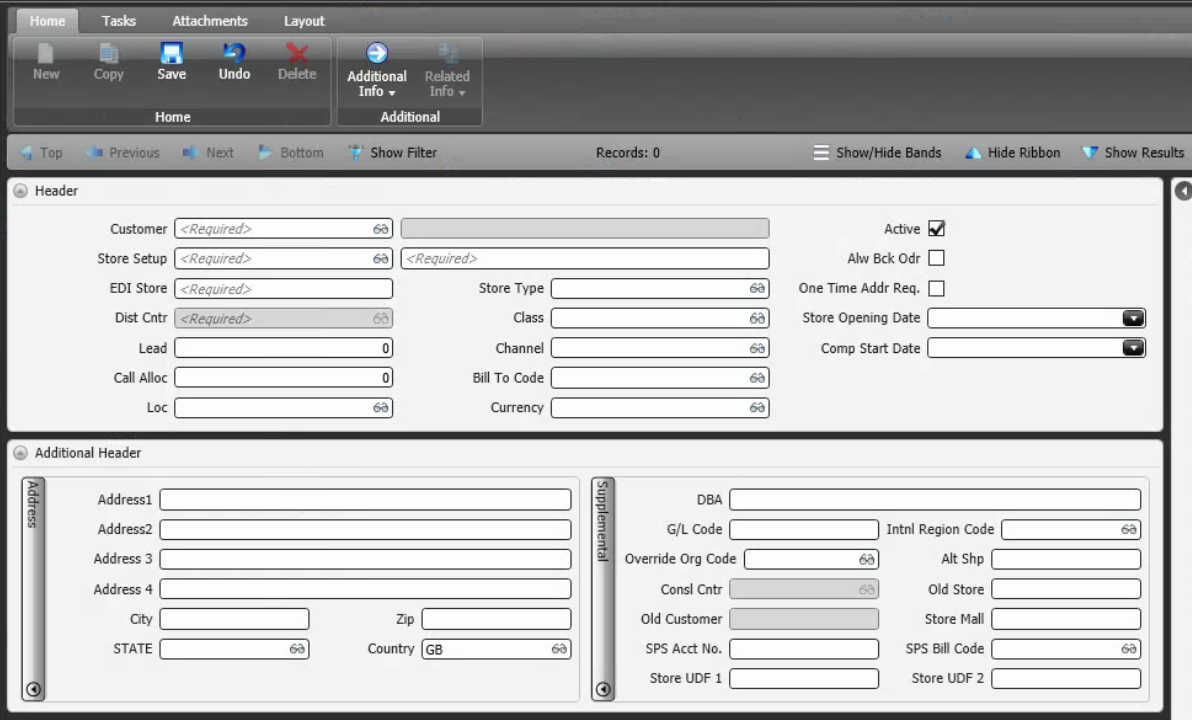 Home Tasks Attachments Layout
New Copy Save Undo Delete Additional Info Related Info
Home Additional
Top Previous Next Bottom Show Filter Records: 0 Show/Hide Bands Hide Ribbon Show Results
Header
Customer <Required> Active
Store Setup <Required> <Required> Alw Bck Odr
EDI Store <Required> Store Type One Time Addr Req.
Dist Cntr <Required> Class Store Opening Date
Lead 0 Channel Comp Start Date
Call Alloc 0 Bill To Code
Loc Currency
Additional Header
Address
Address1
Address2
Address 3
Address 4
City Zip
STATE Country GB
Supplemental
DBA
G/L Code Intnl Region Code
Override Org Code Alt Shp
Consl Cntr Old Store
Old Customer Store Mall
SPS Acct No. SPS Bill Code
Store UDF 1 Store UDF 2